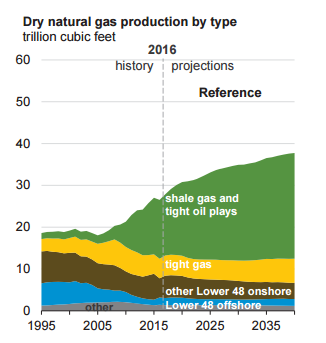 Dry natural gas production by type
trillion cubic feet
2016
history projections
Reference
60
50
40
30
20
10
0
shale gas and
tight oil plays
tight gas
other Lower 48 onshore
Lower 48 offshore
other
1995 2005 2015 2025 2035